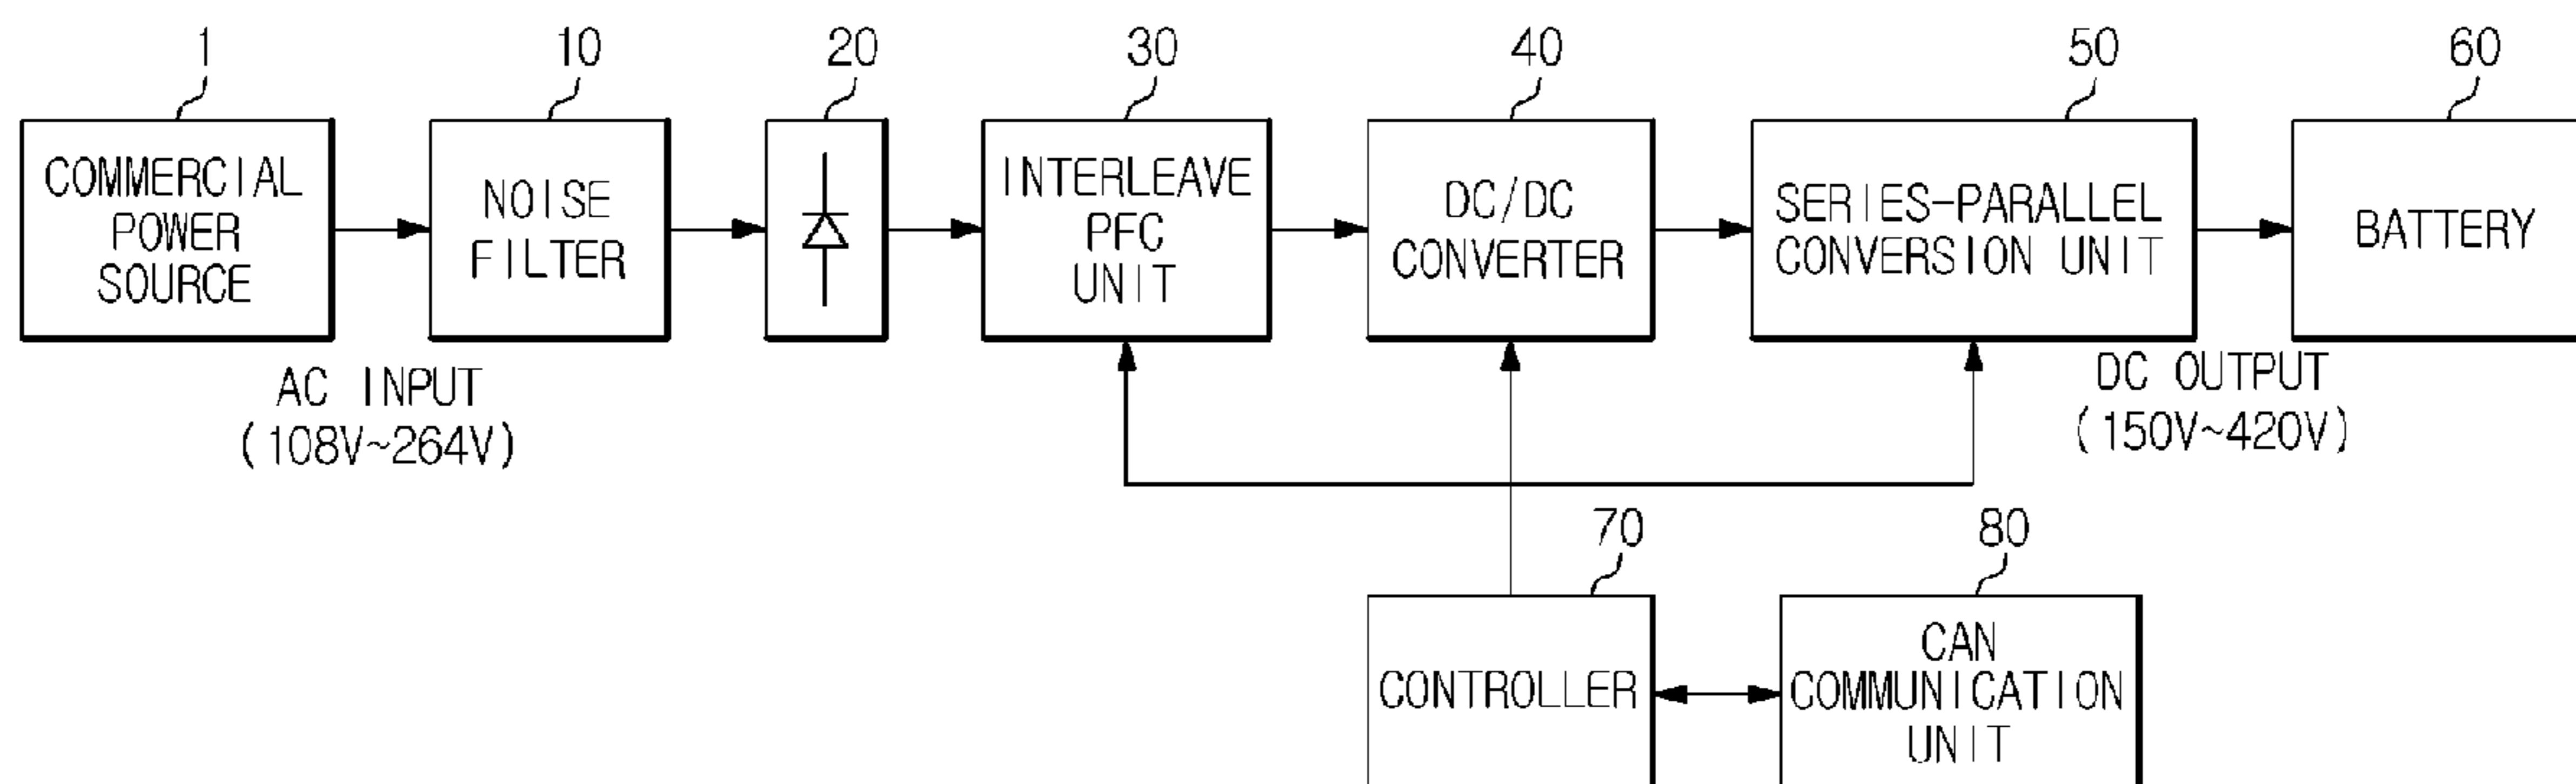 1
10
20
30
40
50
60
COMMERCIAL
POWER
SOURCE
NOISE
FILTER
INTERLEAVE
PFC
UNIT
DC/DC
CONVERTER
SERIES-PARALLEL
CONVERSION UNIT
BATTERY
AC INPUT
(108V~264V)
DC OUTPUT
(150V~420V)
70
80
CONTROLLER
CAN
COMMUNICATION
UNIT